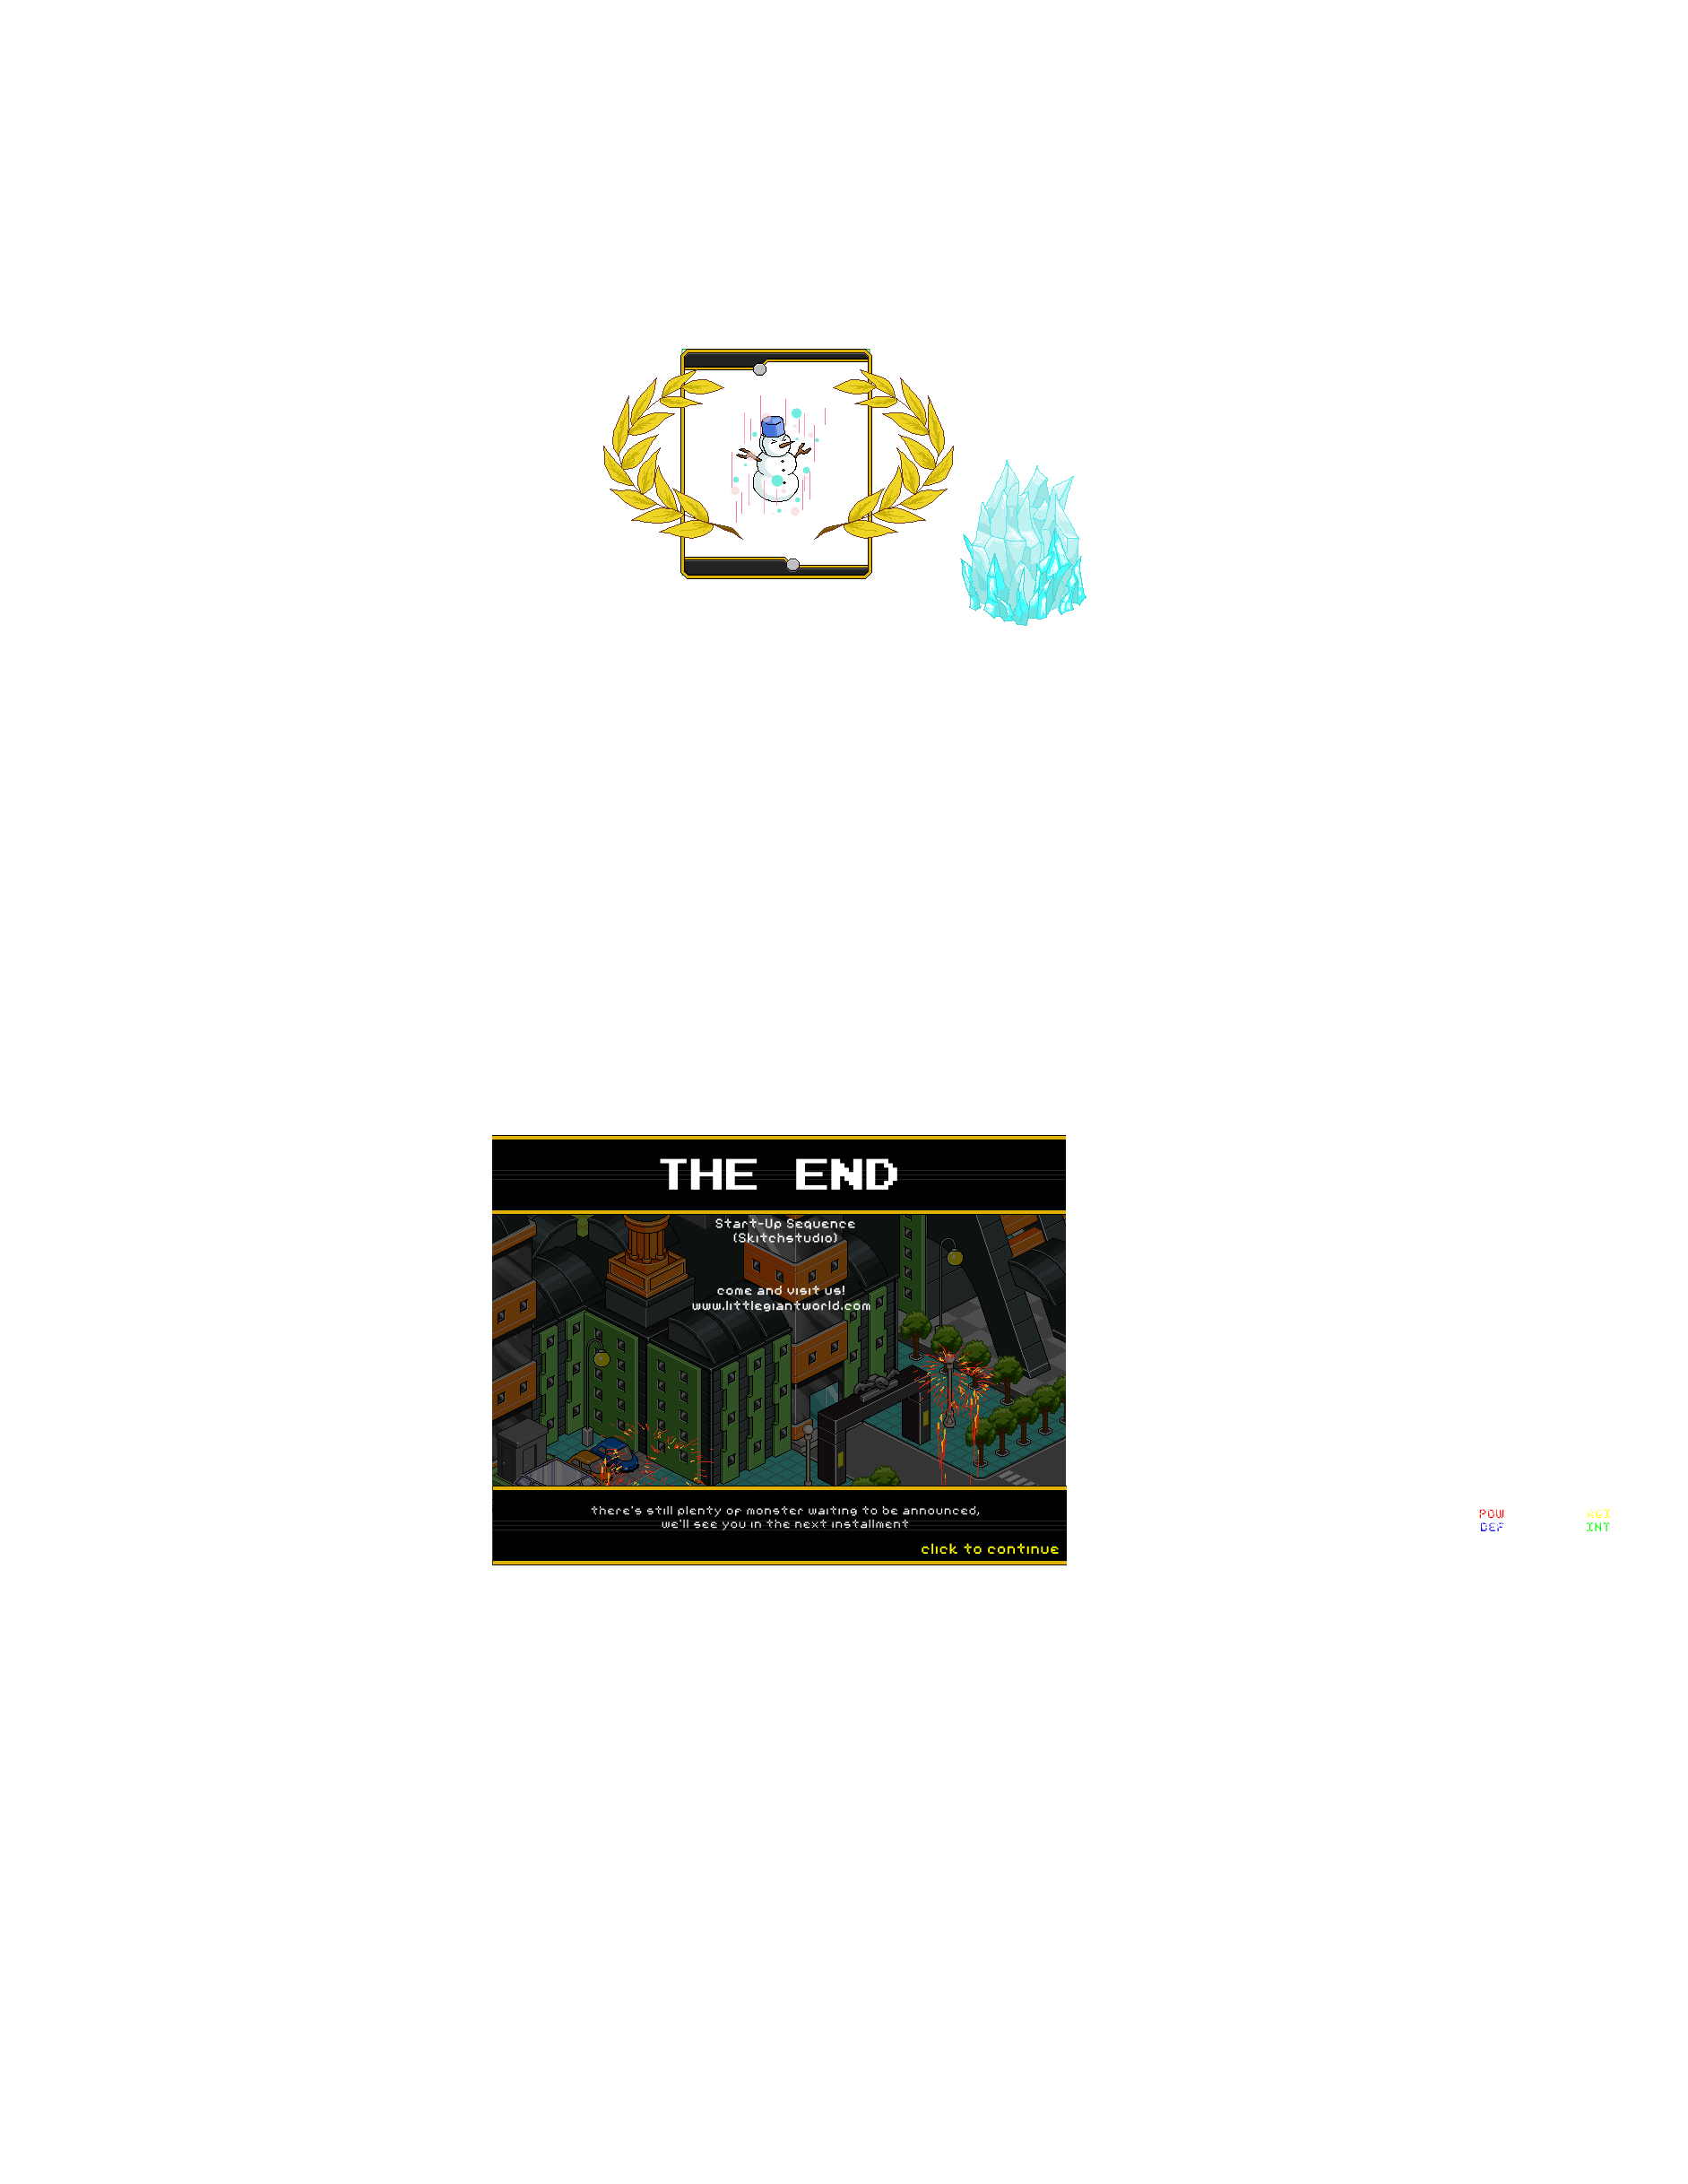 THE END
Start-Up Sequence
(Skitchstudio)
come and visit us!
www.littlegiantworld.com
there's still plenty of monster waiting to be announced,
we'll see you in the next installment
click to continue
POW AGI
DEF INT